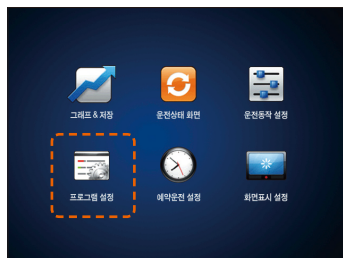 그래프 & 저장
운전상태 화면
운전동작 설정
프로그램 설정
예약운전 설정
화면표시 설정